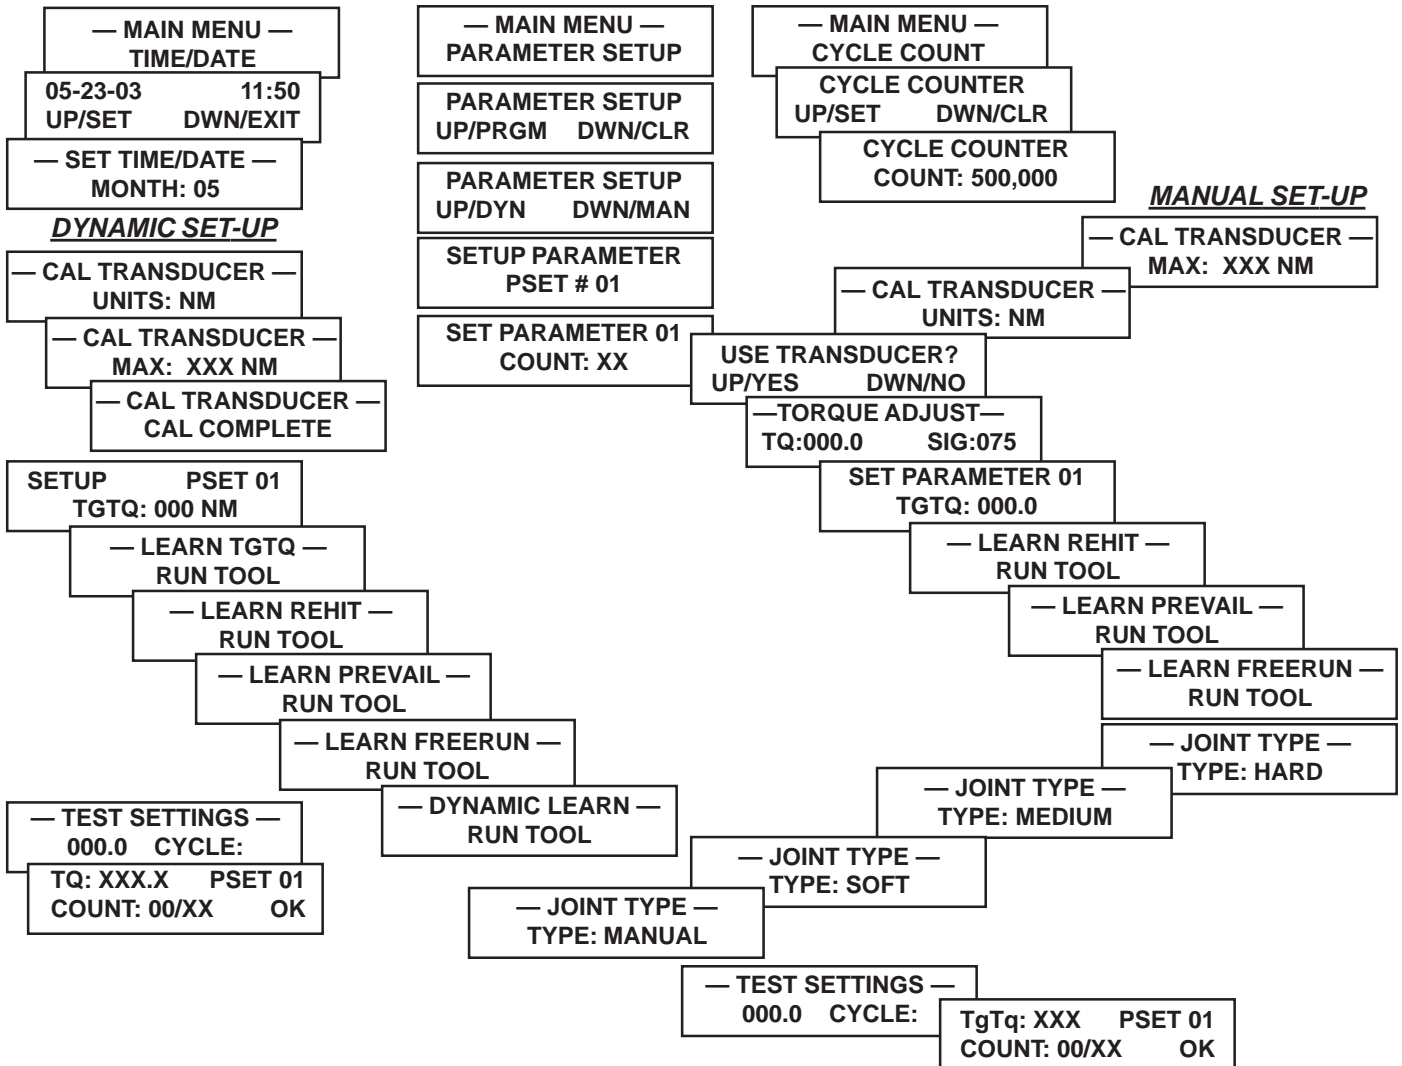 — MAIN MENU —
TIME/DATE
05-23-03 11:50
UP/SET DWN/EXIT
— SET TIME/DATE —
MONTH: 05
— MAIN MENU —
PARAMETER SETUP
PARAMETER SETUP
UP/PRGM DWN/CLR
PARAMETER SETUP
UP/DYN DWN/MAN
SETUP PARAMETER
PSET # 01
SET PARAMETER 01
COUNT: XX
— MAIN MENU —
CYCLE COUNT
CYCLE COUNTER
UP/SET DWN/CLR
CYCLE COUNTER
COUNT: 500,000
DYNAMIC SET-UP
— CAL TRANSDUCER —
UNITS: NM
— CAL TRANSDUCER —
MAX: XXX NM
— CAL TRANSDUCER —
CAL COMPLETE
SETUP PSET 01
TGTQ: 000 NM
— LEARN TGTQ —
RUN TOOL
— LEARN REHIT —
RUN TOOL
— LEARN PREVAIL —
RUN TOOL
— LEARN FREERUN —
RUN TOOL
— DYNAMIC LEARN —
RUN TOOL
— TEST SETTINGS —
000.0 CYCLE:
TQ: XXX.X PSET 01
COUNT: 00/XX OK
MANUAL SET-UP
— CAL TRANSDUCER —
MAX: XXX NM
— CAL TRANSDUCER —
UNITS: NM
USE TRANSDUCER?
UP/YES DWN/NO
—TORQUE ADJUST—
TQ:000.0 SIG:075
SET PARAMETER 01
TGTQ: 000.0
— LEARN REHIT —
RUN TOOL
— LEARN PREVAIL —
RUN TOOL
— LEARN FREERUN —
RUN TOOL
— JOINT TYPE —
TYPE: HARD
— JOINT TYPE —
TYPE: MEDIUM
— JOINT TYPE —
TYPE: SOFT
— JOINT TYPE —
TYPE: MANUAL
— TEST SETTINGS —
000.0 CYCLE:
TgTq: XXX PSET 01
COUNT: 00/XX OK